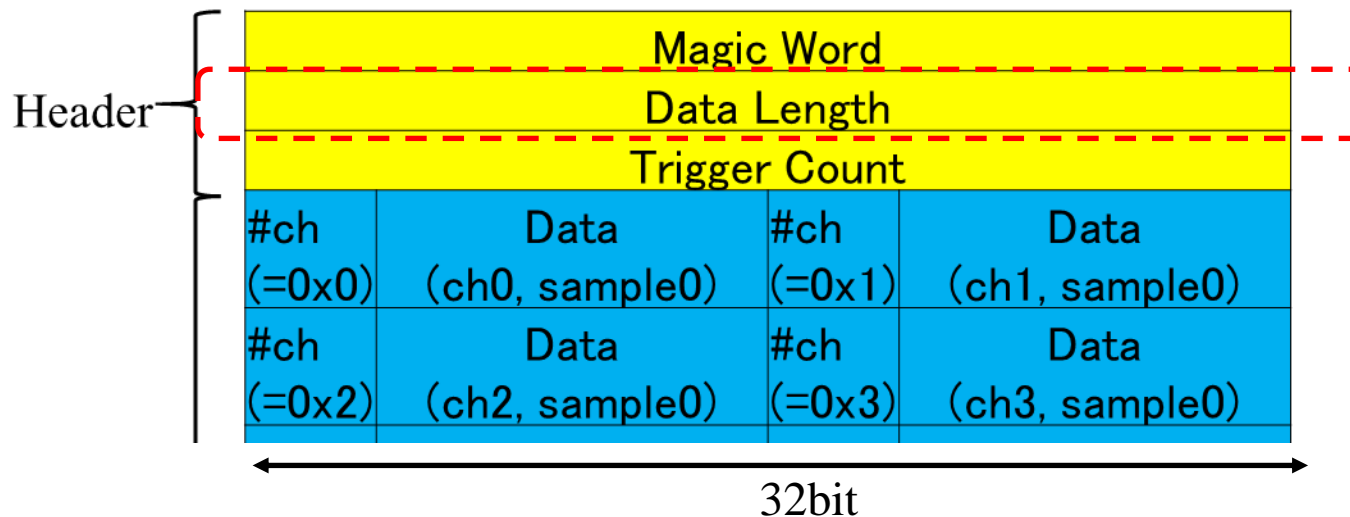 Magic Word
Header
Data Length
Trigger Count
#ch Data #ch Data
(=0x0) (ch0, sample0) (=0x1) (ch1, sample0)
#ch Data #ch Data
(=0x2) (ch2, sample0) (=0x3) (ch3, sample0)
32bit